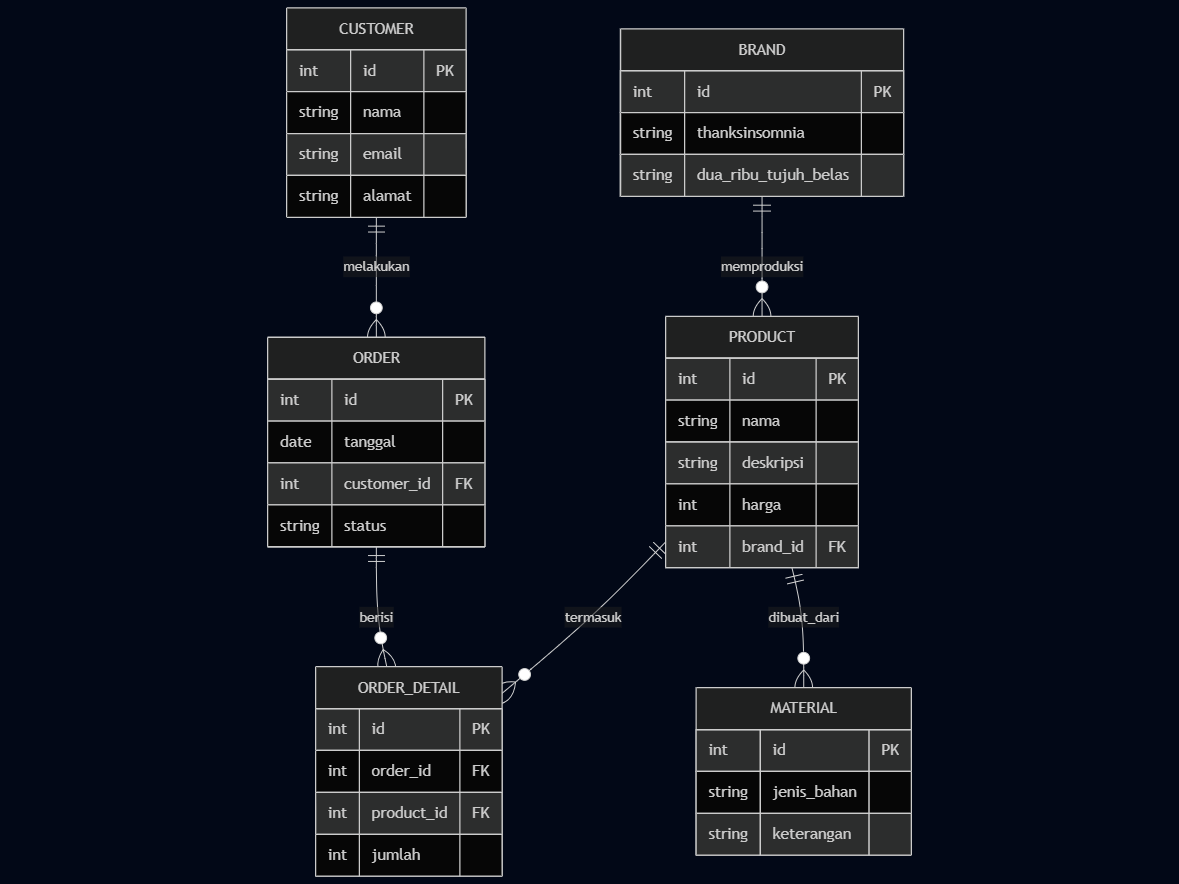 CUSTOMER
int id PK
string nama
string email
string alamat
BRAND
int id PK
string thanksinsomnia
string dua_ribu_tujuh_belas
melakukan
memproduksi
ORDER
int id PK
date tanggal
int customer_id FK
string status
PRODUCT
int id PK
string nama
string deskripsi
int harga
int brand_id FK
berisi
termasuk
dibuat_dari
ORDER_DETAIL
int id PK
int order_id FK
int product_id FK
int jumlah
MATERIAL
int id PK
string jenis_bahan
string keterangan